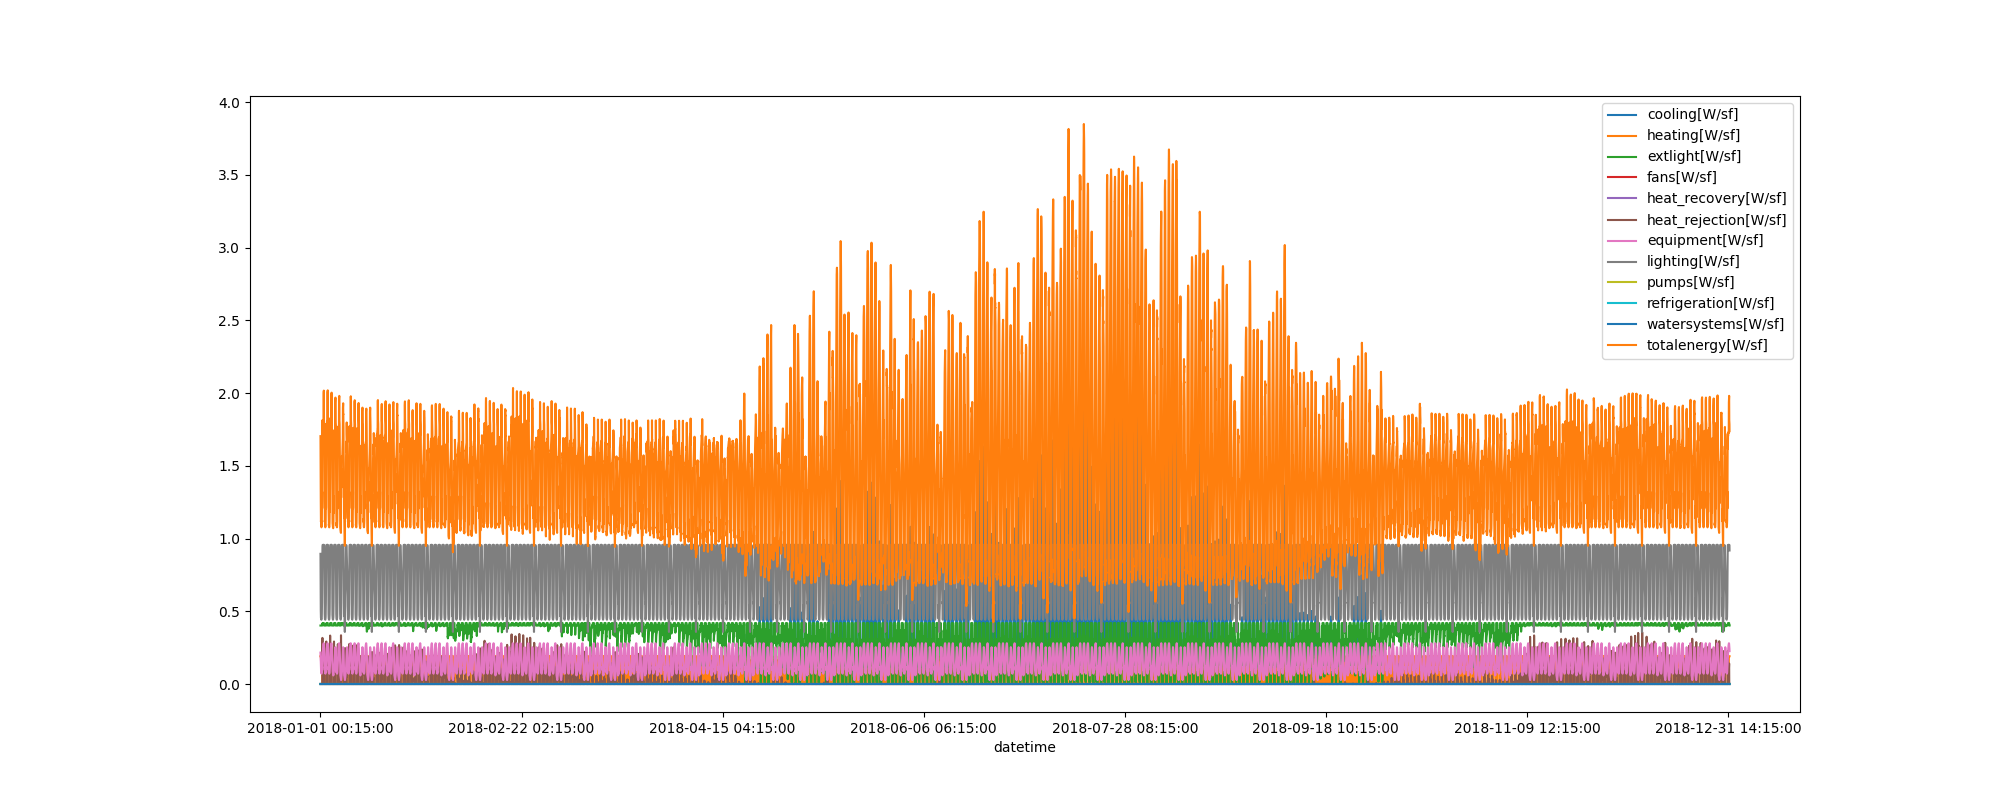 4.0
3.5
3.0
2.5
2.0
1.5
1.0
0.5
0.0
cooling[W/sf]
heating[W/sf]
extlight[W/sf]
fans[W/sf]
heat_recovery[W/sf]
heat_rejection[W/sf]
equipment[W/sf]
lighting[W/sf]
pumps[W/sf]
refrigeration[W/sf]
watersystems[W/sf]
totalenergy[W/sf]
2018-01-01 00:15:00 2018-02-22 02:15:00 2018-04-15 04:15:00 2018-06-06 06:15:00 2018-07-28 08:15:00 2018-09-18 10:15:00 2018-11-09 12:15:00 2018-12-31 14:15:00
datetime